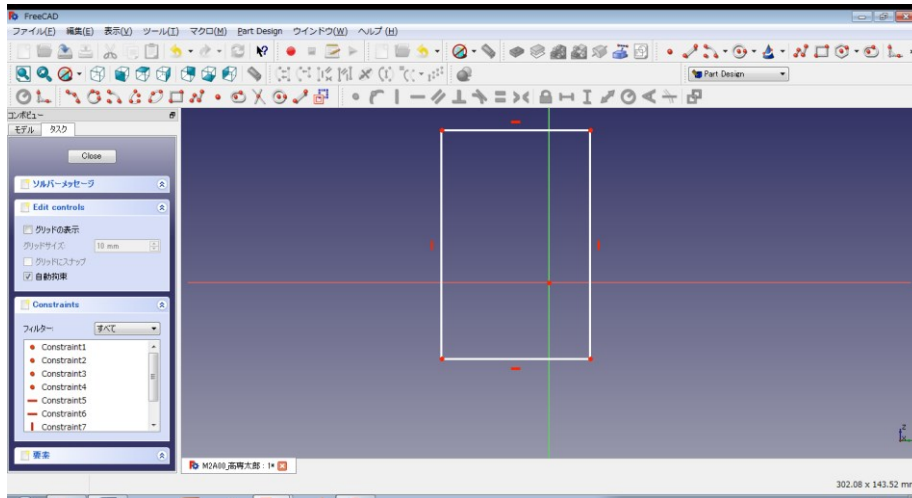 FreeCAD
ファイル(F) 編集(E) 表示(V) ツール(T) マクロ(M) Part Design ウインドウ(W) ヘルプ(H)
Part Design
コンボビュー
モデル タスク
Close
ソルバーメッセージ
Edit controls
グリッドの表示
グリッドサイズ: 10 mm
グリッドにスナップ
自動拘束
Constraints
フィルター: すべて
Constraint1
Constraint2
Constraint3
Constraint4
Constraint5
Constraint6
Constraint7
要素
M2A00_高専太郎 : 1*
302.08 x 143.52 mm